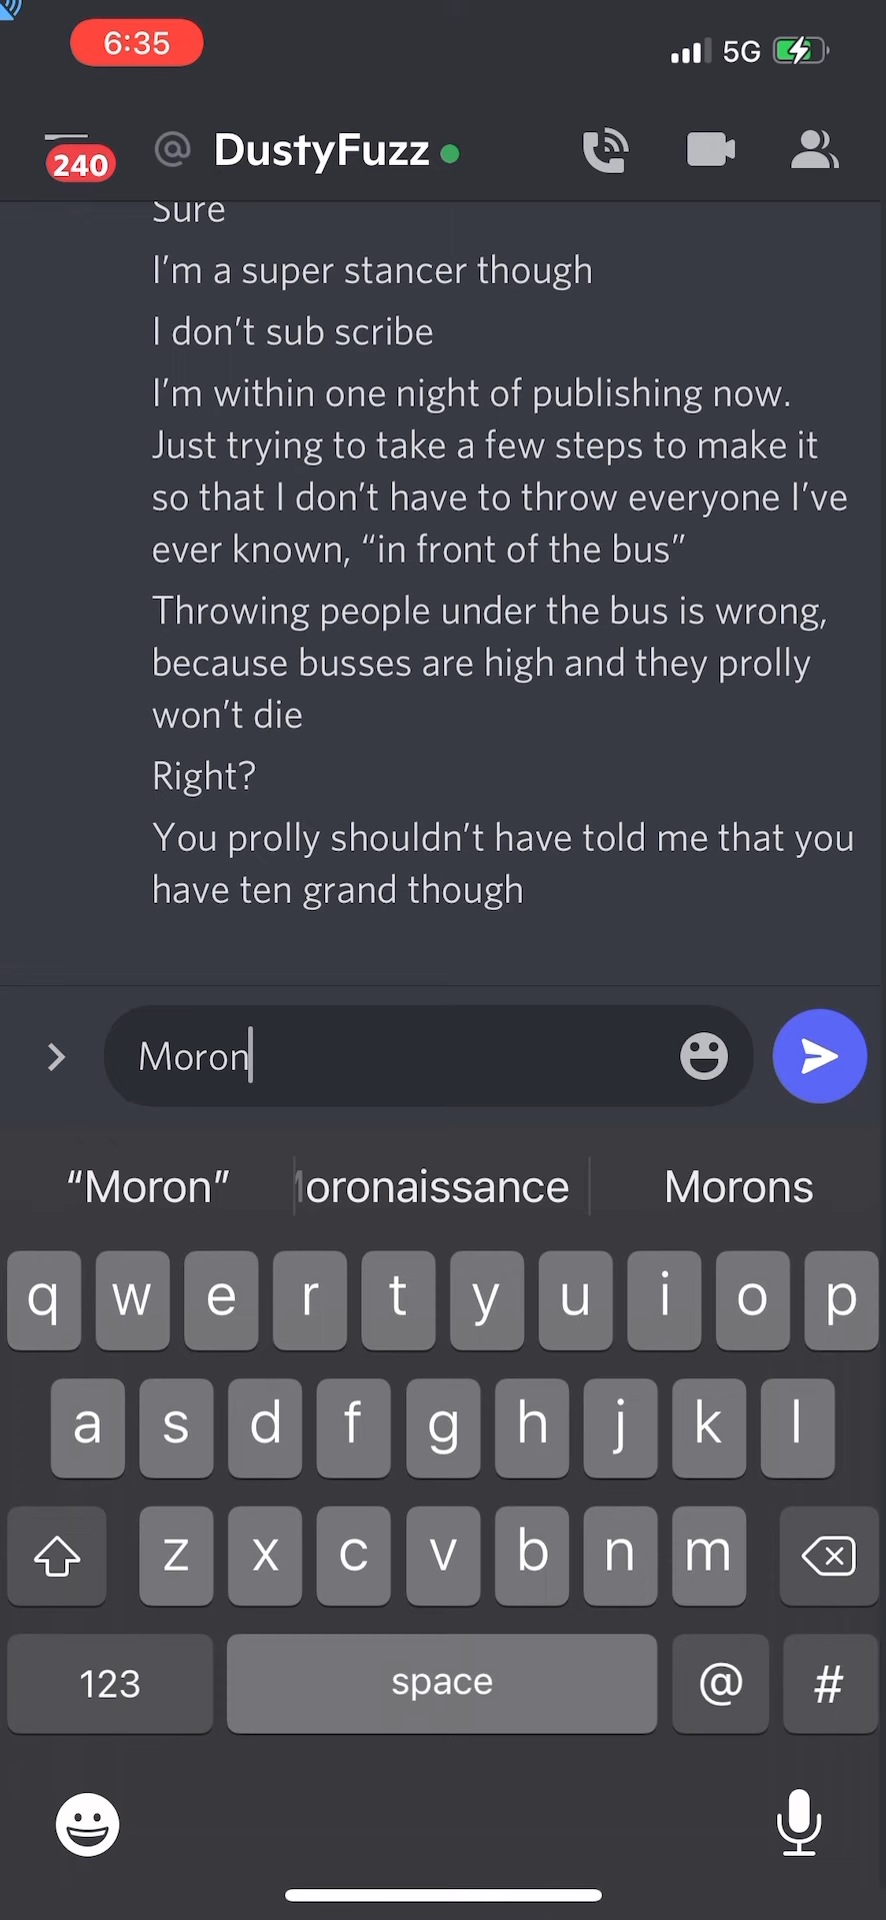 6:35
5G
240
@ DustyFuzz
Sure
I'm a super stancer though
I don't sub scribe
I'm within one night of publishing now.
Just trying to take a few steps to make it
so that I don't have to throw everyone I've
ever known, “in front of the bus”
Throwing people under the bus is wrong,
because busses are high and they prolly
won't die
Right?
You prolly shouldn't have told me that you
have ten grand though
Moron
“Moron” oronaissance Morons
q w e r t y u i o p
a s d f g h j k l
z x c v b n m
123 space @ #